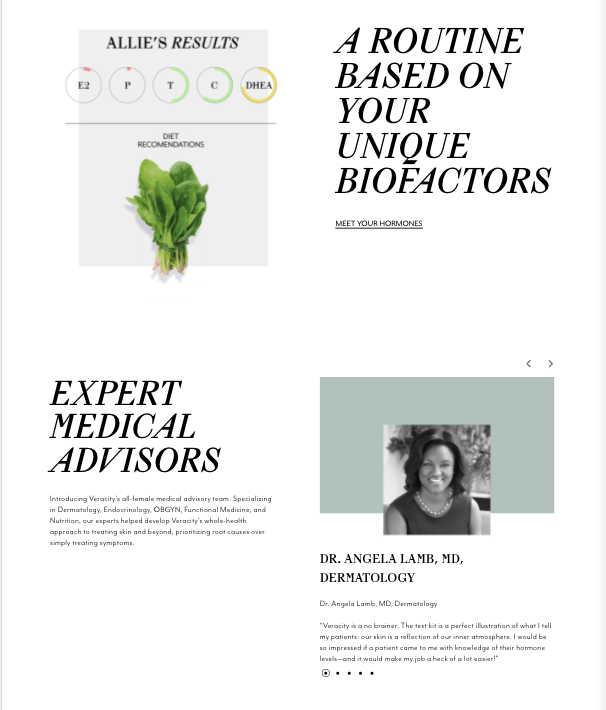 ALLIE'S RESULTS
E2
P
T
C
DHEA
DIET
RECOMENDATIONS
A ROUTINE
BASED ON
YOUR
UNIQUE
BIOFACTORS
MEET YOUR HORMONES
EXPERT
MEDICAL
ADVISORS
Introducing Veracity's all-female medical advisory team. Specializing
in Dermatology, Endocrinology, OBGYN, Functional Medicine, and
Nutrition, our experts helped develop Veracity's whole-health
approach to treating skin and beyond, prioritizing root causes over
simply treating symptoms.
DR. ANGELA LAMB, MD,
DERMATOLOGY
Dr. Angela Lamb, MD, Dermatology
"Veracity is a no brainer. The test kit is a perfect illustration of what I tell
my patients: our skin is a reflection of our inner atmosphere. I would be
so impressed if a patient came to me with knowledge of their hormone
levels—and it would make my job a heck of a lot easier!"